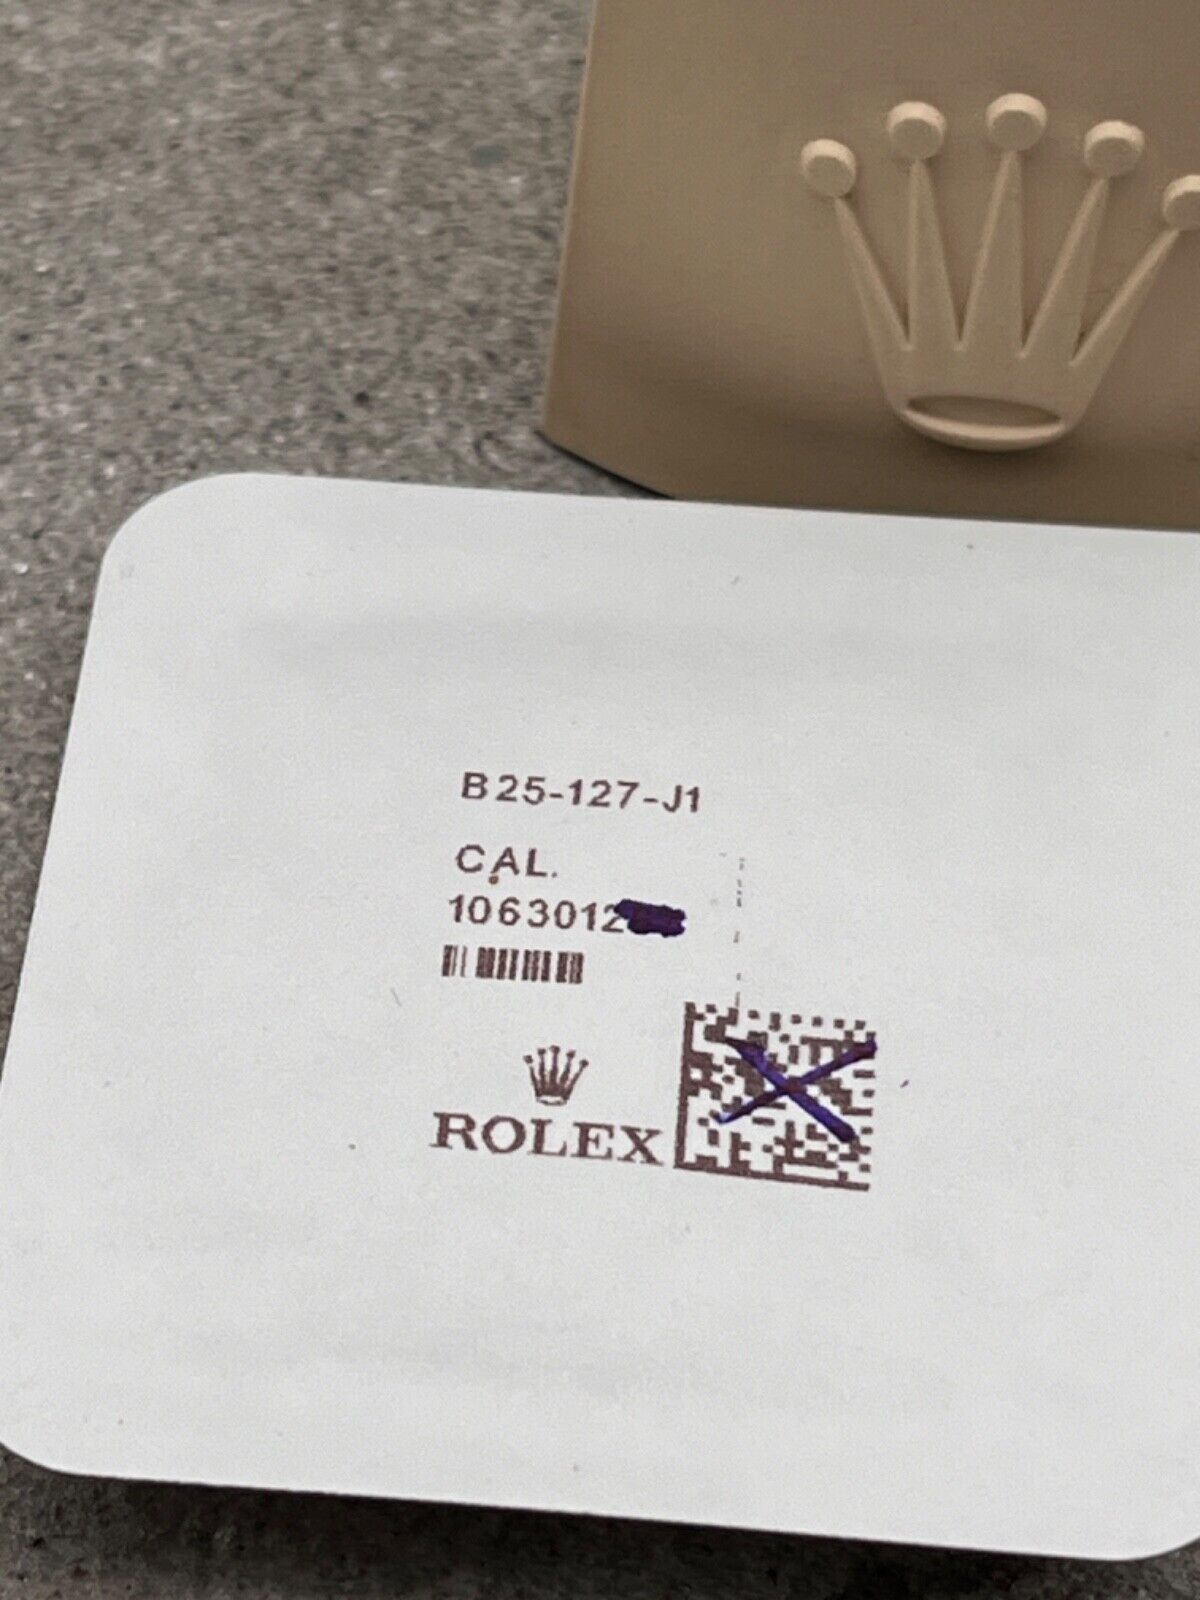 B25-127-J1
CAL.
1063012
ROLEX